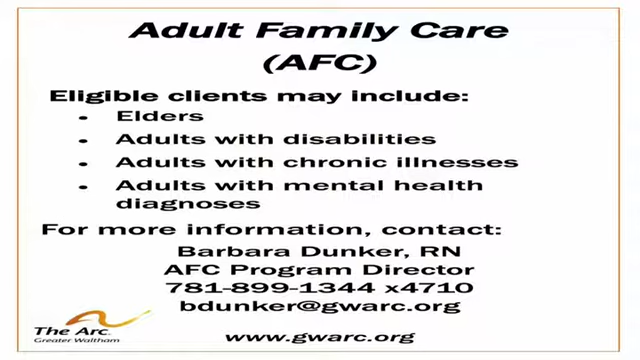 Adult Family Care
(AFC)
Eligible clients may include:
• Elders
• Adults with disabilities
• Adults with chronic illnesses
• Adults with mental health
diagnoses
For more information, contact:
Barbara Dunker, RN
AFC Program Director
781-899-1344 x4710
bdunker@gwarc.org
The Arc
Greater Waltham
www.gwarc.org